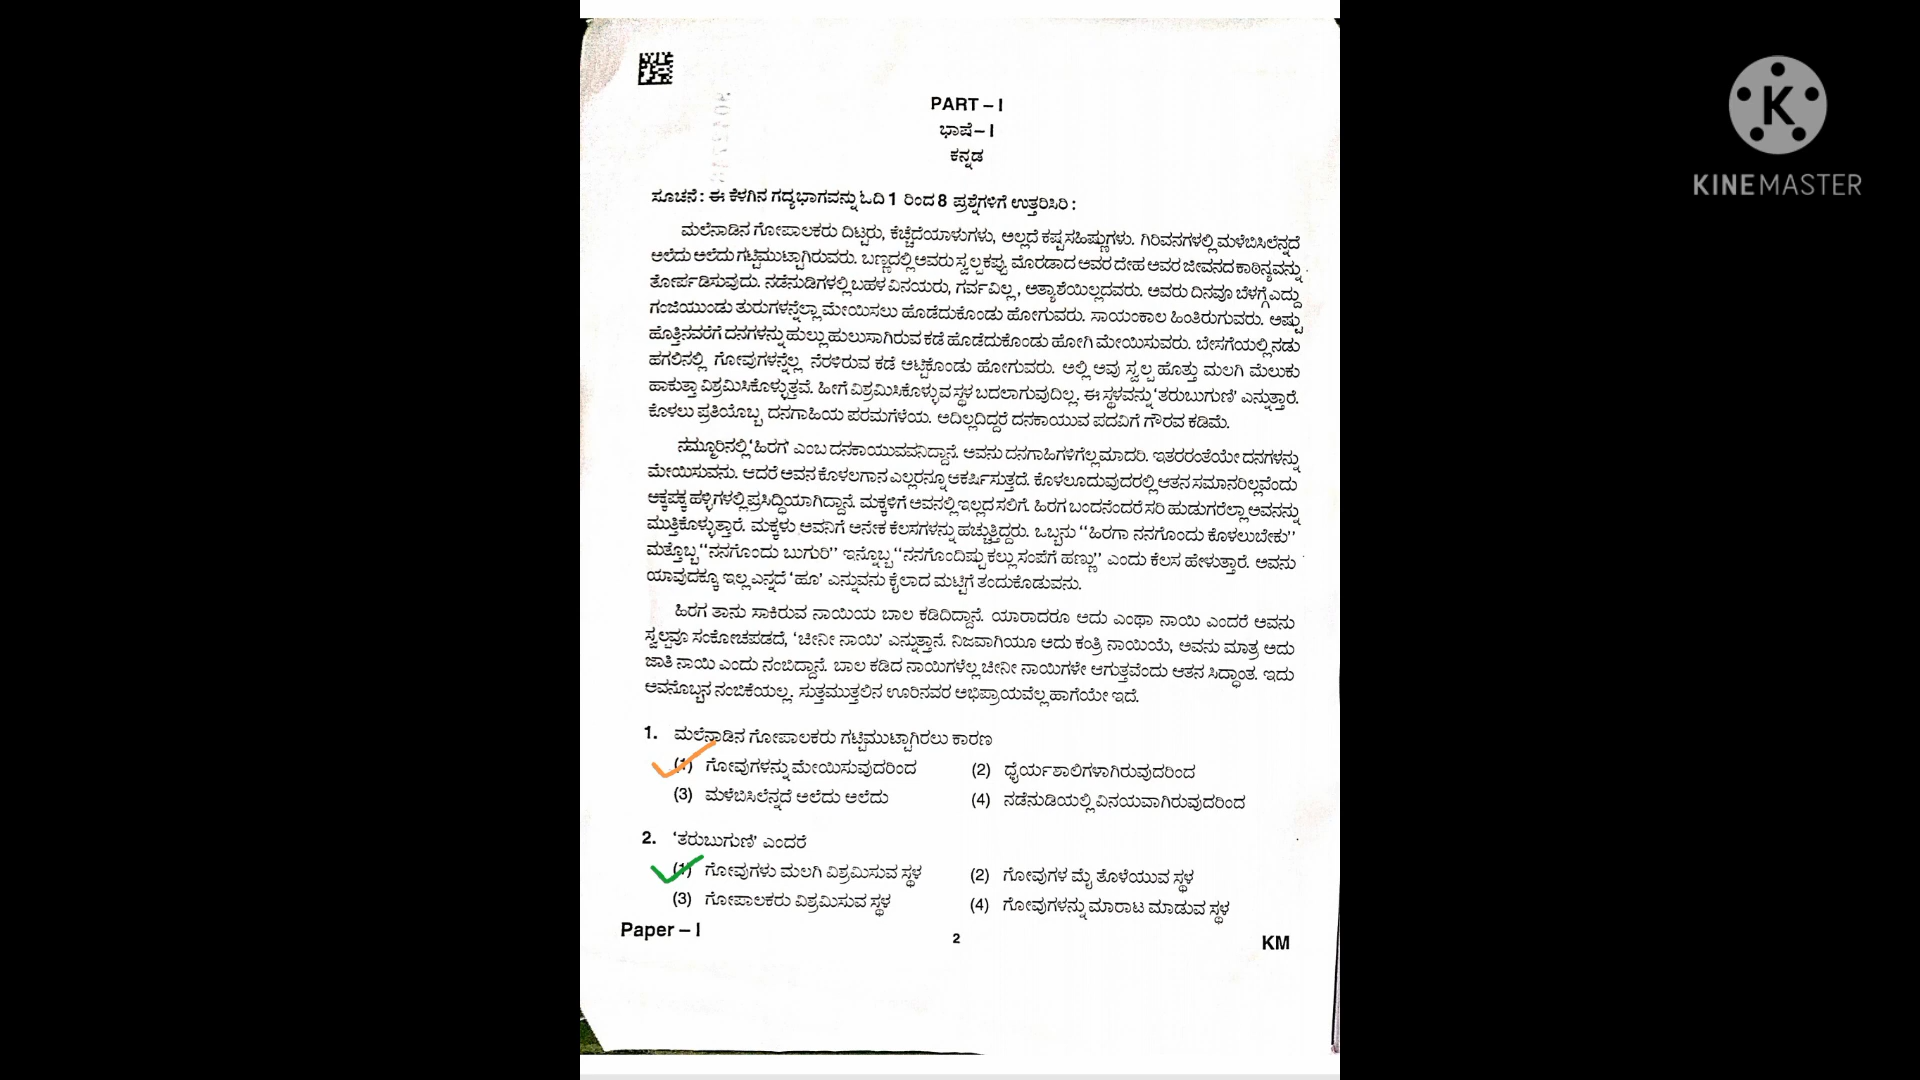 PART – I
ಭಾಷೆ – I
ಕನ್ನಡ
KINEMASTER
ಸೂಚನೆ : ಈ ಕೆಳಗಿನ ಗದ್ಯಭಾಗವನ್ನು ಓದಿ 1 ರಿಂದ 8 ಪ್ರಶ್ನೆಗಳಿಗೆ ಉತ್ತರಿಸಿರಿ :
ಮಲೆನಾಡಿನ ಗೋಪಾಲಕರು ದಿಟ್ಟರು, ಕೆಚ್ಚೆದೆಯಾಳುಗಳು, ಅಲ್ಲದೆ ಕಷ್ಟಸಹಿಷ್ಣುಗಳು. ಗಿರಿವನಗಳಲ್ಲಿ ಮಳೆಬಿಸಿಲೆನ್ನದೆ
ಅಲೆದು ಅಲೆದು ಗಟ್ಟಿಮುಟ್ಟಾಗಿರುವರು. ಬಣ್ಣದಲ್ಲಿ ಅವರು ಸ್ವಲ್ಪ ಕಪ್ಪು. ಮೊರಡಾದ ಅವರ ದೇಹ ಅವರ ಜೀವನದ ಕಾಠಿನ್ಯವನ್ನು
ತೋರ್ಪಡಿಸುವುದು. ನಡೆನುಡಿಗಳಲ್ಲಿ ಬಹಳ ವಿನಯರು, ಗರ್ವವಿಲ್ಲ, ಅತ್ಯಾಶೆಯಿಲ್ಲದವರು. ಅವರು ದಿನವೂ ಬೆಳಗ್ಗೆ ಎದ್ದು
ಗಂಜಿಯುಂಡು ತುರುಗಳನ್ನೆಲ್ಲಾ ಮೇಯಿಸಲು ಹೊಡೆದುಕೊಂಡು ಹೋಗುವರು. ಸಾಯಂಕಾಲ ಹಿಂತಿರುಗುವರು. ಅಷ್ಟು
ಹೊತ್ತಿನವರೆಗೆ ದನಗಳನ್ನು ಹುಲ್ಲು ಹುಲುಸಾಗಿರುವ ಕಡೆ ಹೊಡೆದುಕೊಂಡು ಹೋಗಿ ಮೇಯಿಸುವರು. ಬೇಸಗೆಯಲ್ಲಿ ನಡು
ಹಗಲಿನಲ್ಲಿ ಗೋವುಗಳನ್ನೆಲ್ಲ ನೆರಳಿರುವ ಕಡೆ ಅಟ್ಟಿಕೊಂಡು ಹೋಗುವರು. ಅಲ್ಲಿ ಅವು ಸ್ವಲ್ಪ ಹೊತ್ತು ಮಲಗಿ ಮೆಲುಕು
ಹಾಕುತ್ತಾ ವಿಶ್ರಮಿಸಿಕೊಳ್ಳುತ್ತವೆ. ಹೀಗೆ ವಿಶ್ರಮಿಸಿಕೊಳ್ಳುವ ಸ್ಥಳ ಬದಲಾಗುವುದಿಲ್ಲ. ಈ ಸ್ಥಳವನ್ನು ‘ತರುಬುಗುಣಿ’ ಎನ್ನುತ್ತಾರೆ.
ಕೊಳಲು ಪ್ರತಿಯೊಬ್ಬ ದನಗಾಹಿಯ ಪರಮಗೆಳೆಯ. ಅದಿಲ್ಲದಿದ್ದರೆ ದನಕಾಯುವ ಪದವಿಗೆ ಗೌರವ ಕಡಿಮೆ.
ನಮ್ಮೂರಿನಲ್ಲಿ ‘ಹಿರಗ’ ಎಂಬ ದನಕಾಯುವವನಿದ್ದಾನೆ. ಅವನು ದನಗಾಹಿಗಳಿಗೆಲ್ಲ ಮಾದರಿ. ಇತರರಂತೆಯೇ ದನಗಳನ್ನು
ಮೇಯಿಸುವನು. ಆದರೆ ಅವನ ಕೊಳಲಗಾನ ಎಲ್ಲರನ್ನೂ ಆಕರ್ಷಿಸುತ್ತದೆ. ಕೊಳಲೂದುವುದರಲ್ಲಿ ಆತನ ಸಮಾನರಿಲ್ಲವೆಂದು
ಅಕ್ಕಪಕ್ಕ ಹಳ್ಳಿಗಳಲ್ಲಿ ಪ್ರಸಿದ್ಧಿಯಾಗಿದ್ದಾನೆ. ಮಕ್ಕಳಿಗೆ ಅವನಲ್ಲಿ ಇಲ್ಲದ ಸಲಿಗೆ. ಹಿರಗ ಬಂದನೆಂದರೆ ಸರಿ ಹುಡುಗರೆಲ್ಲಾ ಅವನನ್ನು
ಮುತ್ತಿಕೊಳ್ಳುತ್ತಾರೆ. ಮಕ್ಕಳು ಅವನಿಗೆ ಅನೇಕ ಕೆಲಸಗಳನ್ನು ಹಚ್ಚುತ್ತಿದ್ದರು. ಒಬ್ಬನು “ಹಿರಗಾ ನನಗೊಂದು ಕೊಳಲುಬೇಕು”
ಮತ್ತೊಬ್ಬ “ನನಗೊಂದು ಬುಗುರಿ” ಇನ್ನೊಬ್ಬ “ನನಗೊಂದಿಷ್ಟು ಕಲ್ಲು ಸಂಪಗೆ ಹಣ್ಣು” ಎಂದು ಕೆಲಸ ಹೇಳುತ್ತಾರೆ. ಅವನು
ಯಾವುದಕ್ಕೂ ಇಲ್ಲ ಎನ್ನದೆ ‘ಹೂ’ ಎನ್ನುವನು ಕೈಲಾದ ಮಟ್ಟಿಗೆ ತಂದುಕೊಡುವನು.
ಹಿರಗ ತಾನು ಸಾಕಿರುವ ನಾಯಿಯ ಬಾಲ ಕಡಿದಿದ್ದಾನೆ. ಯಾರಾದರೂ ಅದು ಎಂಥಾ ನಾಯಿ ಎಂದರೆ ಅವನು
ಸ್ವಲ್ಪವೂ ಸಂಕೋಚಪಡದೆ, ‘ಚೀನೀ ನಾಯಿ’ ಎನ್ನುತ್ತಾನೆ. ನಿಜವಾಗಿಯೂ ಅದು ಕಂತ್ರಿ ನಾಯಿಯೆ, ಅವನು ಮಾತ್ರ ಅದು
ಜಾತಿ ನಾಯಿ ಎಂದು ನಂಬಿದ್ದಾನೆ. ಬಾಲ ಕಡಿದ ನಾಯಿಗಳೆಲ್ಲ ಚೀನೀ ನಾಯಿಗಳೇ ಆಗುತ್ತವೆಂದು ಆತನ ಸಿದ್ಧಾಂತ. ಇದು
ಅವನೊಬ್ಬನ ನಂಬಿಕೆಯಲ್ಲ. ಸುತ್ತಮುತ್ತಲಿನ ಊರಿನವರ ಅಭಿಪ್ರಾಯವೆಲ್ಲ ಹಾಗೆಯೇ ಇದೆ.
1. ಮಲೆನಾಡಿನ ಗೋಪಾಲಕರು ಗಟ್ಟಿಮುಟ್ಟಾಗಿರಲು ಕಾರಣ
(1) ಗೋವುಗಳನ್ನು ಮೇಯಿಸುವುದರಿಂದ (2) ಧೈರ್ಯಶಾಲಿಗಳಾಗಿರುವುದರಿಂದ
(3) ಮಳೆಬಿಸಿಲೆನ್ನದೆ ಅಲೆದು ಅಲೆದು (4) ನಡೆನುಡಿಯಲ್ಲಿ ವಿನಯವಾಗಿರುವುದರಿಂದ
2. ‘ತರುಬುಗುಣಿ’ ಎಂದರೆ
(1) ಗೋವುಗಳು ಮಲಗಿ ವಿಶ್ರಮಿಸುವ ಸ್ಥಳ (2) ಗೋವುಗಳ ಮೈ ತೊಳೆಯುವ ಸ್ಥಳ
(3) ಗೋಪಾಲಕರು ವಿಶ್ರಮಿಸುವ ಸ್ಥಳ (4) ಗೋವುಗಳನ್ನು ಮಾರಾಟ ಮಾಡುವ ಸ್ಥಳ
Paper – I 2 KM